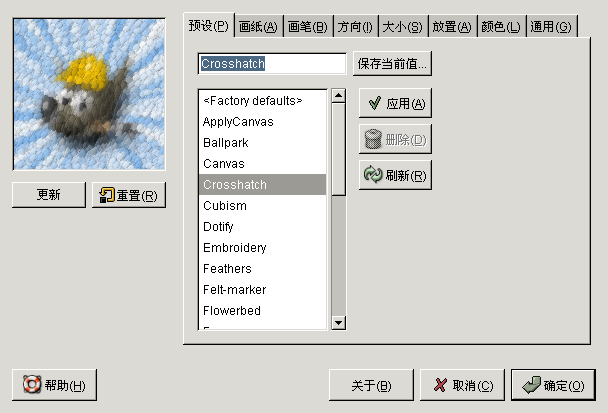 预设(P) 画纸(A) 画笔(B) 方向(I) 大小(S) 放置(A) 颜色(L) 通用(G)
Crosshatch 保存当前值...
<Factory defaults>
ApplyCanvas
Ballpark
Canvas
Crosshatch
Cubism
Dotify
Embroidery
Feathers
Felt-marker
Flowerbed
应用(A)
删除(D)
刷新(R)
更新 重置(R)
帮助(H) 关于(B) 取消(C) 确定(O)